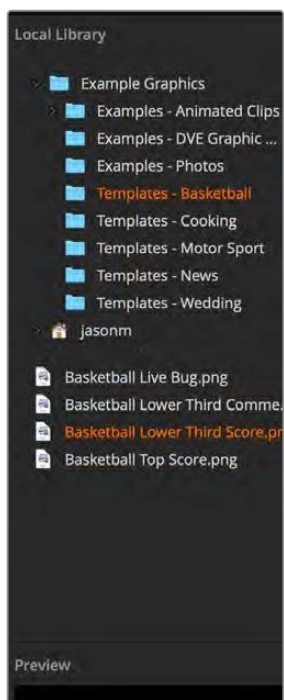 Local Library
Example Graphics
Examples - Animated Clips
Examples - DVE Graphic ...
Examples - Photos
Templates - Basketball
Templates - Cooking
Templates - Motor Sport
Templates - News
Templates - Wedding
jasonm
Basketball Live Bug.png
Basketball Lower Third Comme.
Basketball Lower Third Score.pr
Basketball Top Score.png
Preview